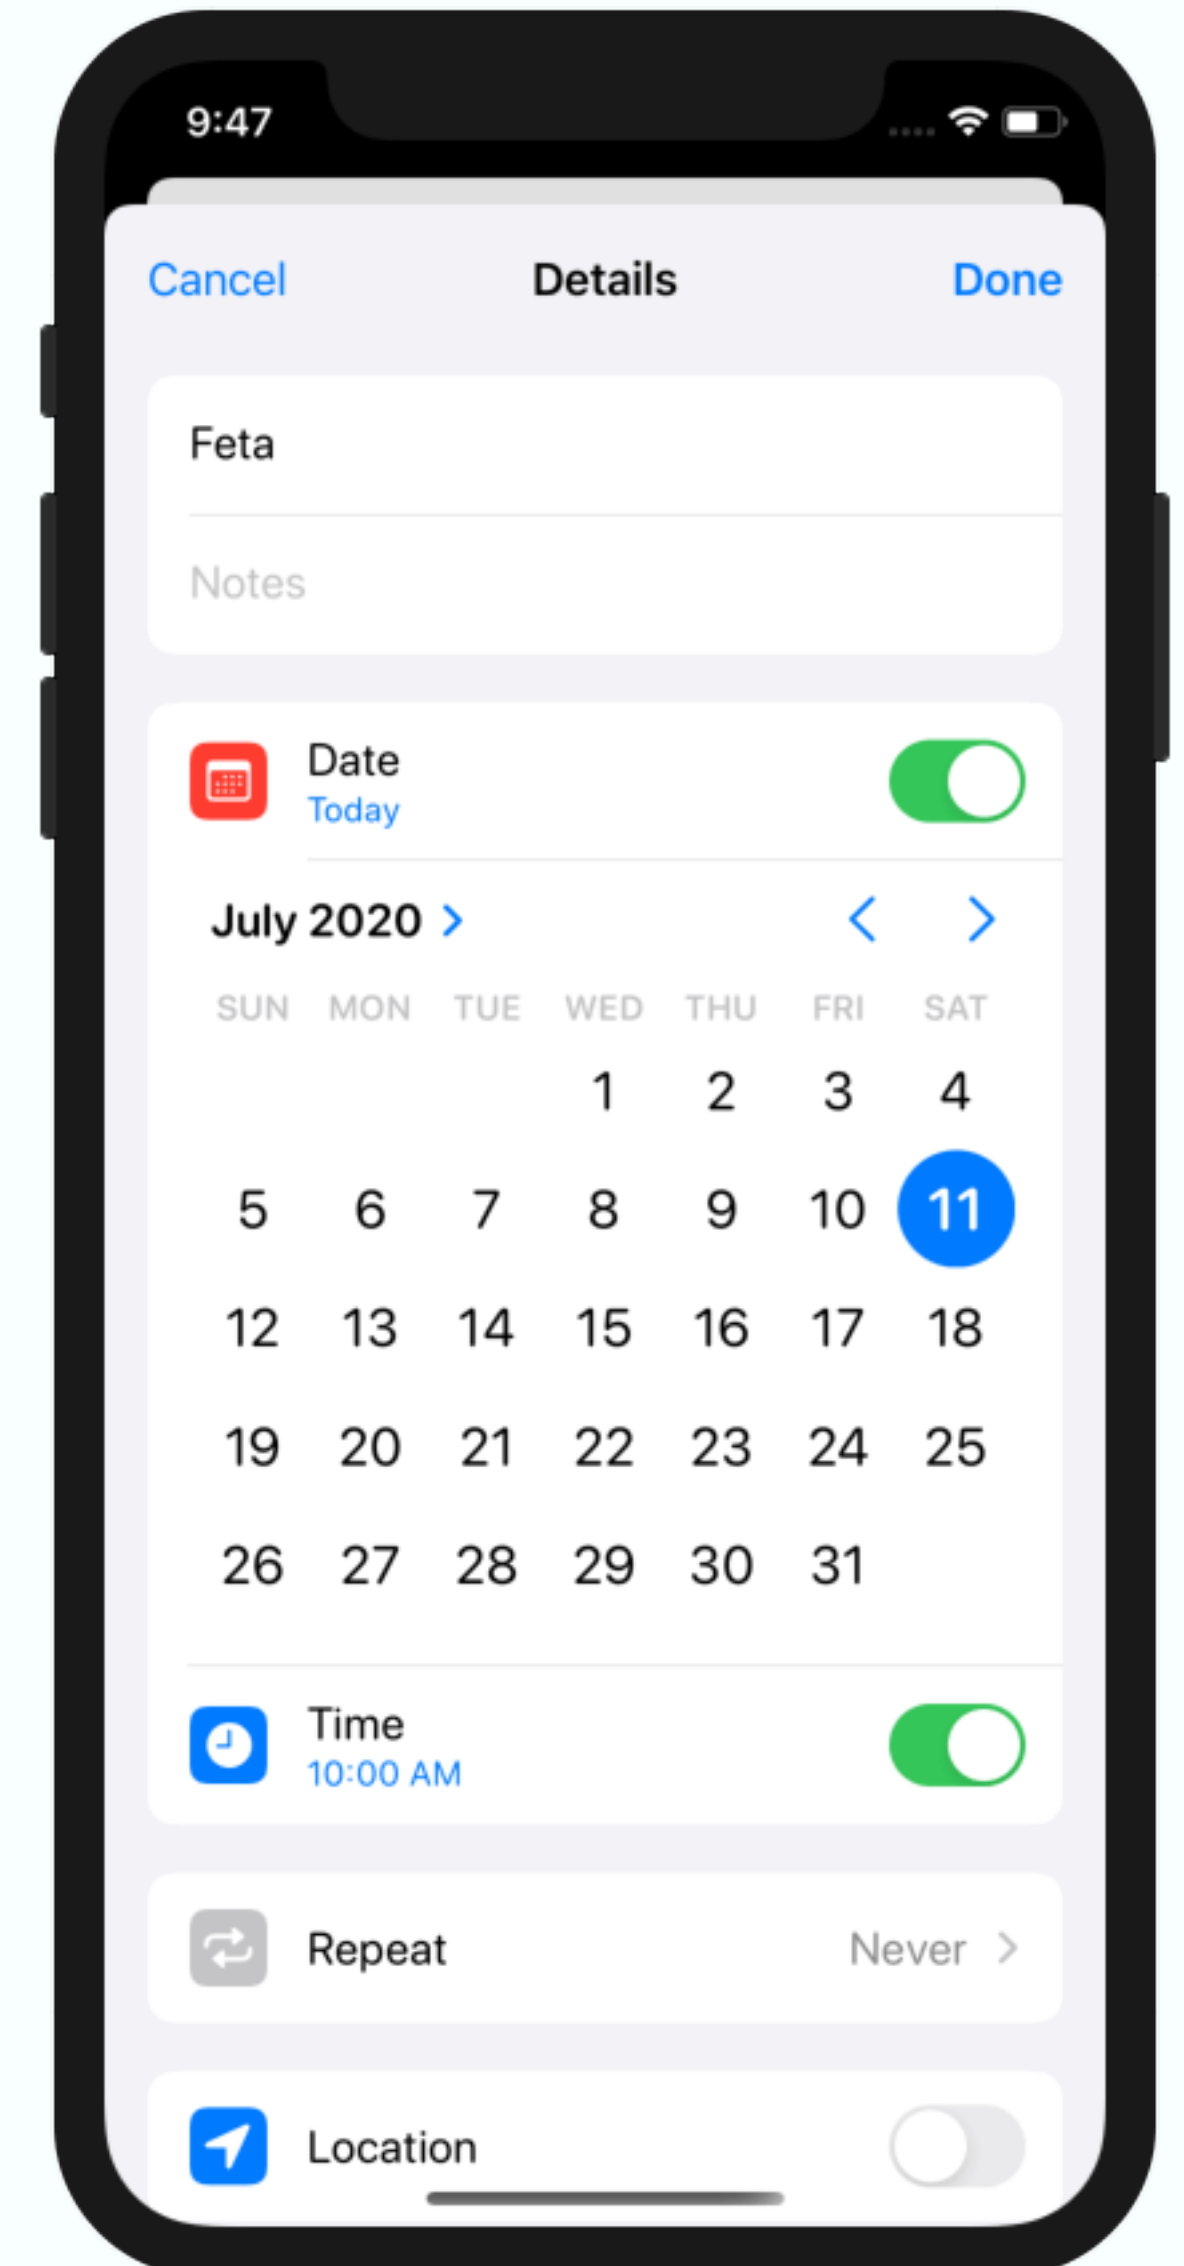 9:47
Cancel Details Done
Feta
Notes
Date
Today
July 2020
SUN MON TUE WED THU FRI SAT
1 2 3 4
5 6 7 8 9 10 11
12 13 14 15 16 17 18
19 20 21 22 23 24 25
26 27 28 29 30 31
Time
10:00 AM
Repeat Never
Location